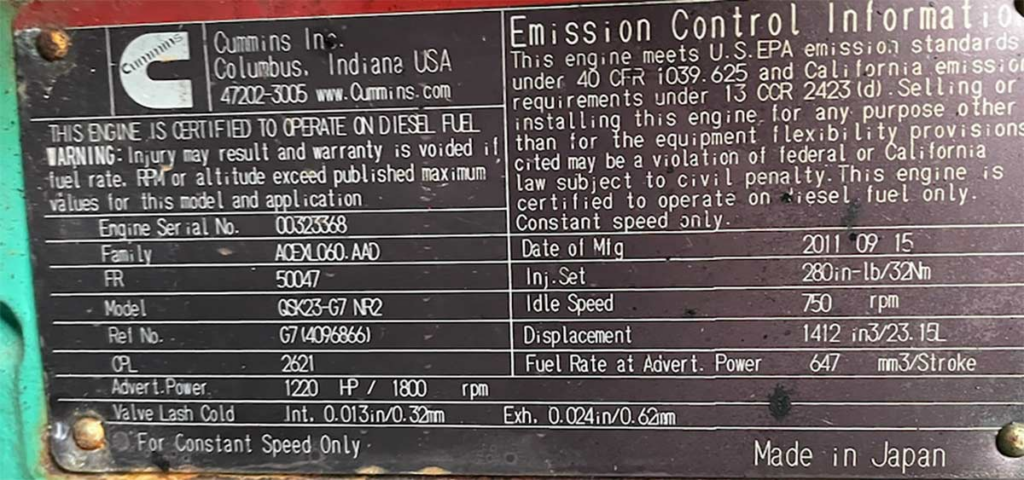 Cummins
Cummins Inc.
Columbus, Indiana USA
47202-3005 www.Cummins.com
THIS ENGINE IS CERTIFIED TO OPERATE ON DIESEL FUEL
WARNING: Injury may result and warranty is voided if
fuel rate, RPM or altitude exceed published maximum
values for this model and application
Engine Serial No. 00323368
Family ACEXL060.AAD
FR 50047
Model QSK23-G7 NR2
Ref No. G7(4096866)
CPL 2621
Advert.Power 1220 HP / 1800 rpm
Valve Lash Cold Int. 0.013in/0.32mm Exh. 0.024in/0.62mm
For Constant Speed Only
Emission Control Informatio
This engine meets U.S.EPA emission standards
under 40 CFR 1039.625 and California emission
requirements under 13 CCR 2423(d).Selling or
installing this engine for any purpose other
than for the equipment flexibility provisions
cited may be a violation of federal or California
law subject to civil penalty.This engine is
certified to operate on diesel fuel only.
Constant speed only.
Date of Mfg 2011 09 15
Inj.Set 280in-lb/32Nm
Idle Speed 750 rpm
Displacement 1412 in3/23.15L
Fuel Rate at Advert. Power 647 mm3/Stroke
Made in Japan